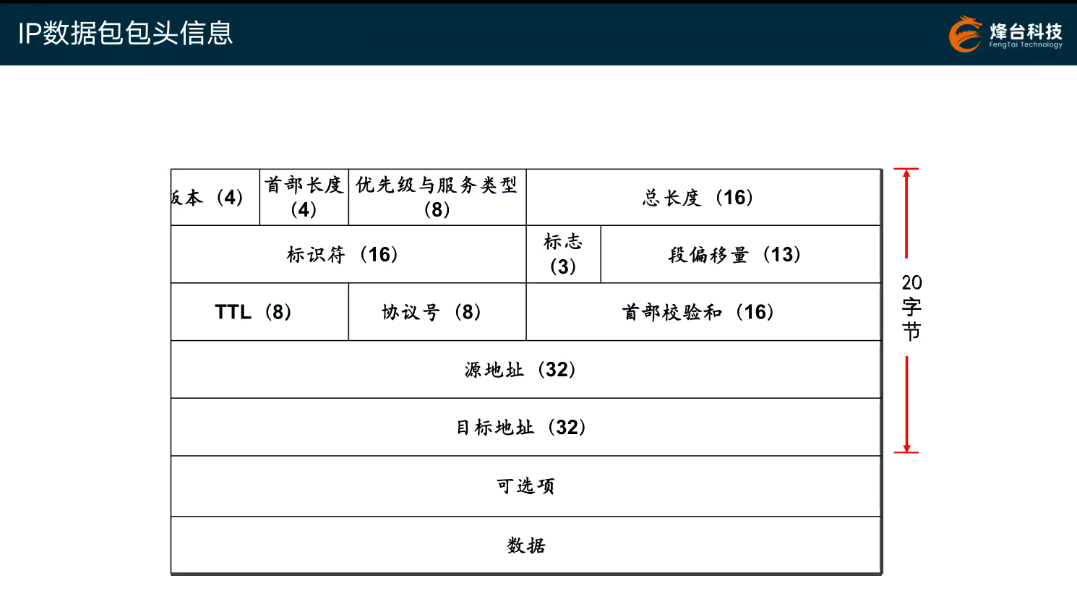 IP数据包包头信息
烽台科技
FengTai Technology
版本（4）
首部长度
（4）
优先级与服务类型
（8）
总长度（16）
标识符（16）
标志
（3）
段偏移量（13）
TTL（8）
协议号（8）
首部校验和（16）
源地址（32）
目标地址（32）
可选项
数据
20
字
节